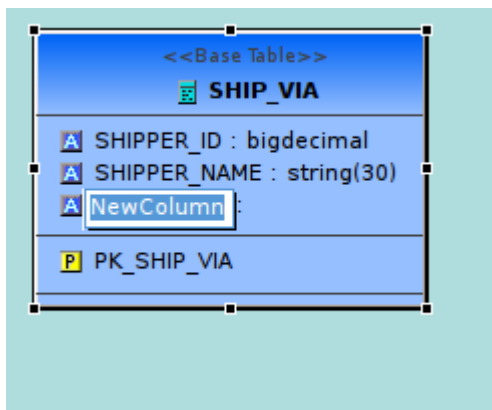 <<Base Table>>
SHIP_VIA
A SHIPPER_ID : bigdecimal
A SHIPPER_NAME : string(30)
A NewColumn :
P PK_SHIP_VIA